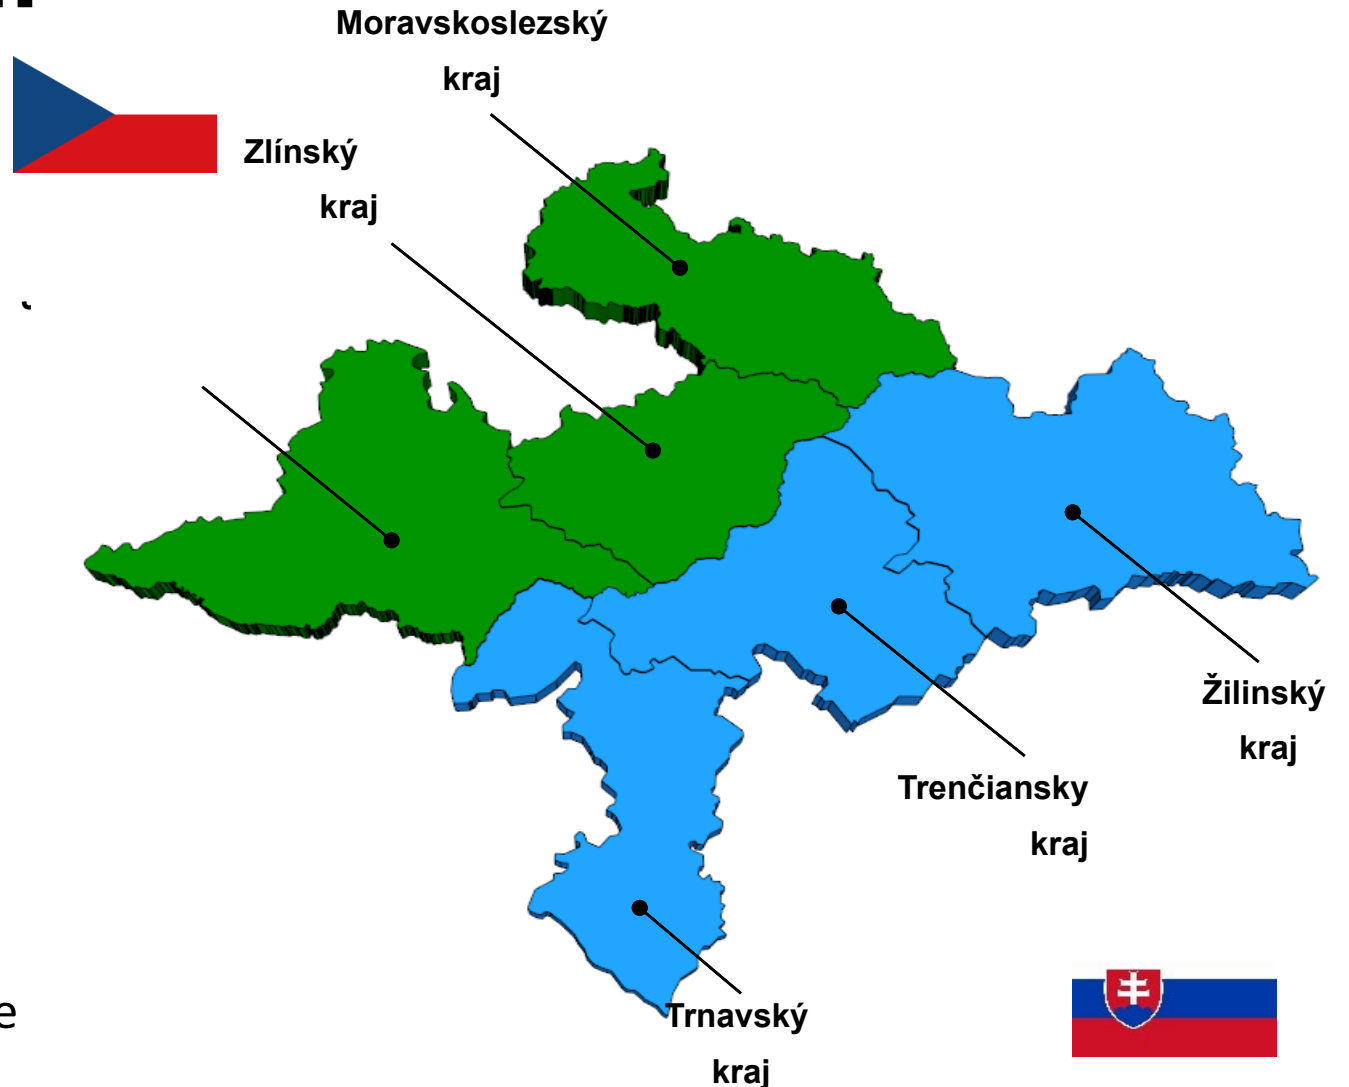 Moravskoslezský
kraj
Zlínský
kraj
Žilinský
kraj
Trenčiansky
kraj
Trnavský
kraj
e